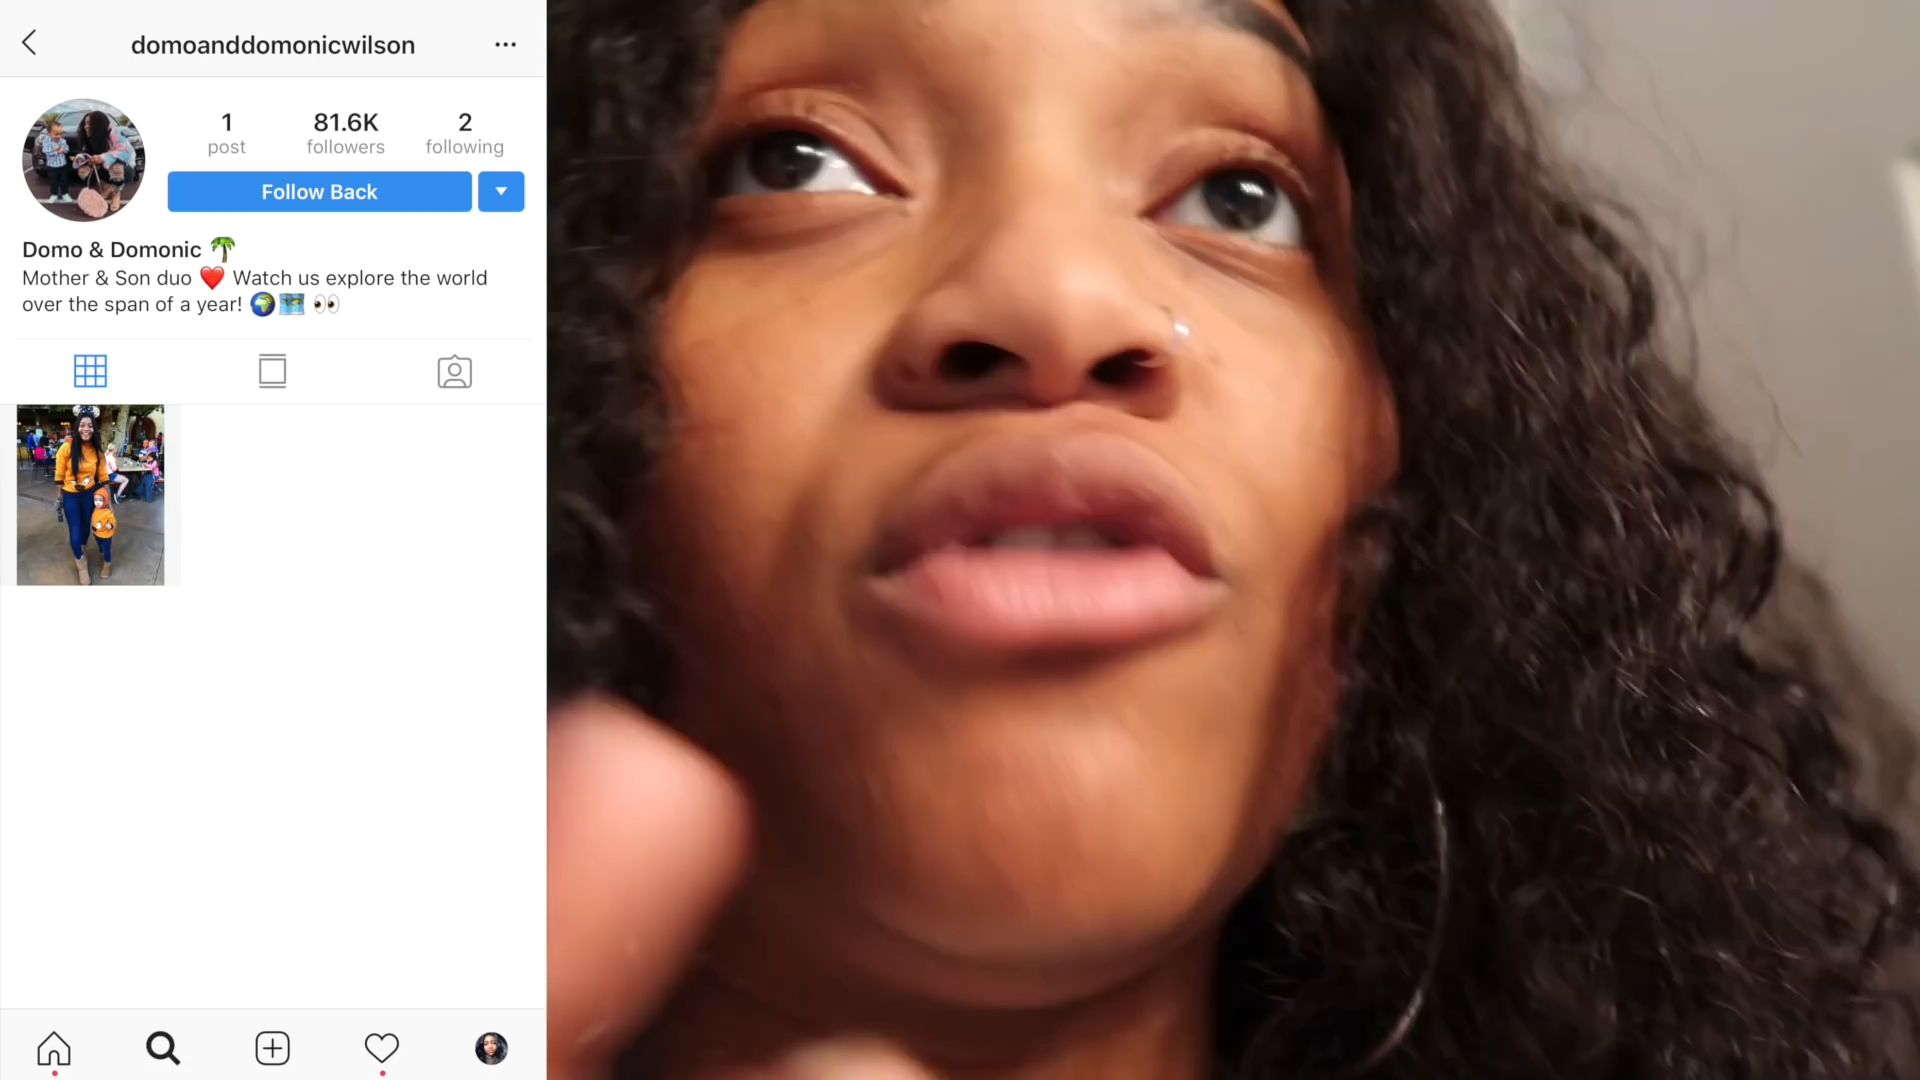 domoanddomonicwilson
1 81.6K 2
post followers following
Follow Back
Domo & Domonic 🌴
Mother & Son duo ❤️ Watch us explore the world
over the span of a year! 🌍🗺️ 👀